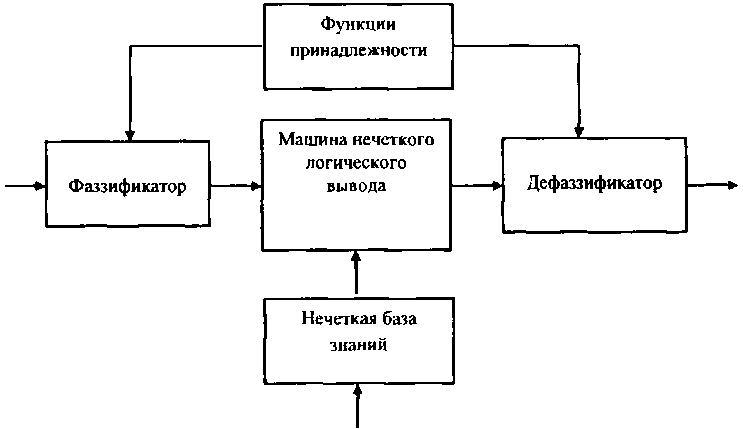 Функции
принадлежности
Фаззификатор
Машина нечеткого
логического
вывода
Дефаззификатор
Нечеткая база
знаний